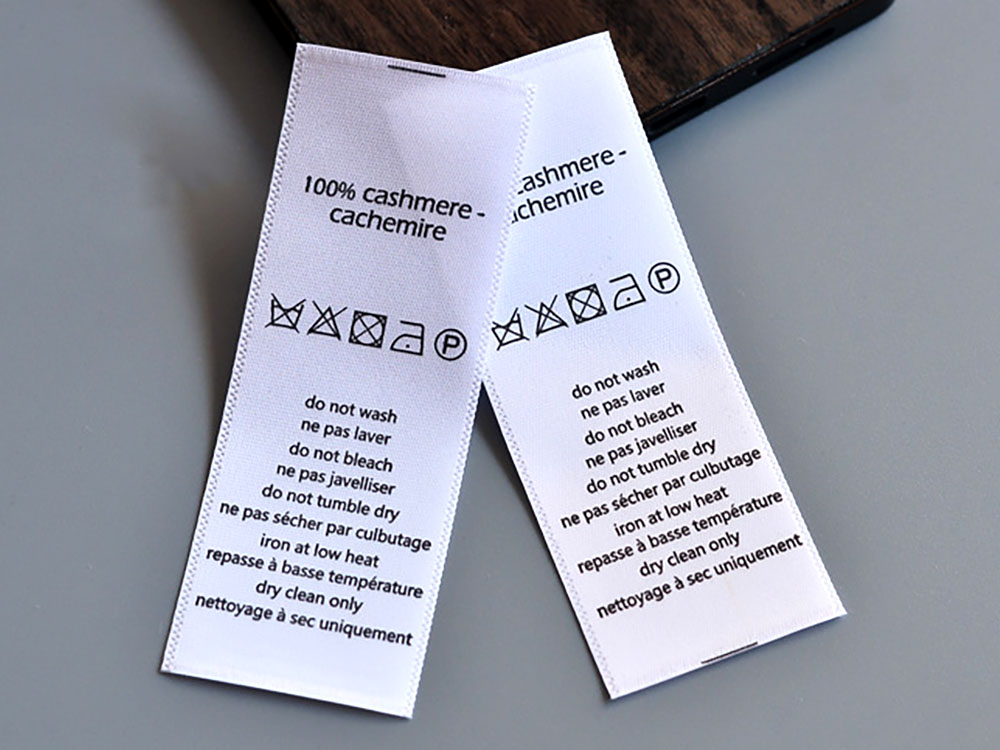 100% cashmere -
cachemire
P
do not wash
ne pas laver
do not bleach
ne pas javelliser
do not tumble dry
ne pas sécher par culbutage
iron at low heat
repasse à basse température
dry clean only
nettoyage à sec uniquement
cashmere -
cachemire
P
do not wash
ne pas laver
do not bleach
ne pas javelliser
do not tumble dry
ne pas sécher par culbutage
iron at low heat
repasse à basse température
dry clean only
nettoyage à sec uniquement